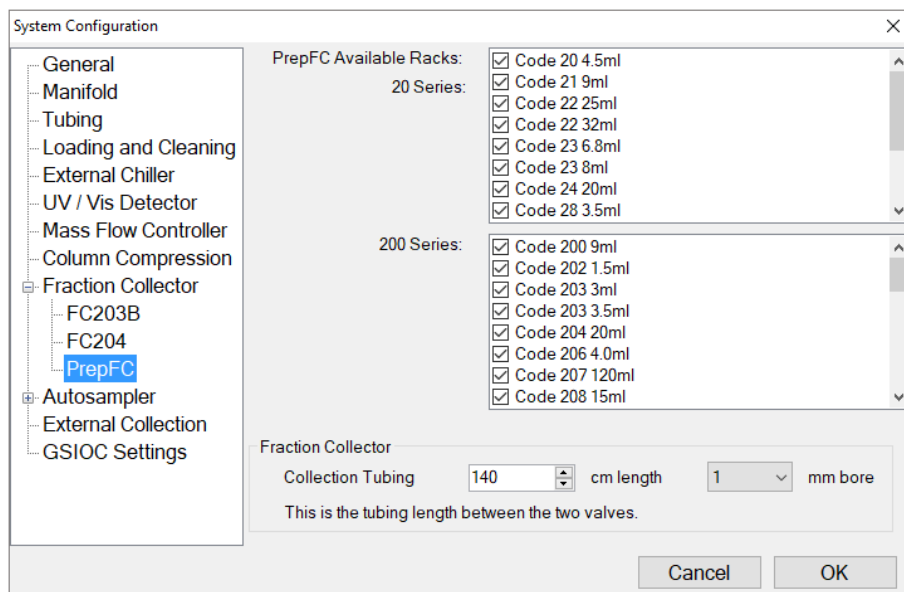 System Configuration
General
Manifold
Tubing
Loading and Cleaning
External Chiller
UV / Vis Detector
Mass Flow Controller
Column Compression
Fraction Collector
FC203B
FC204
PrepFC
Autosampler
External Collection
GSIOC Settings
PrepFC Available Racks:
20 Series:
Code 20 4.5ml
Code 21 9ml
Code 22 25ml
Code 22 32ml
Code 23 6.8ml
Code 23 8ml
Code 24 20ml
Code 28 3.5ml
200 Series:
Code 200 9ml
Code 202 1.5ml
Code 203 3ml
Code 203 3.5ml
Code 204 20ml
Code 206 4.0ml
Code 207 120ml
Code 208 15ml
Fraction Collector
Collection Tubing 140 cm length 1 mm bore
This is the tubing length between the two valves.
Cancel OK